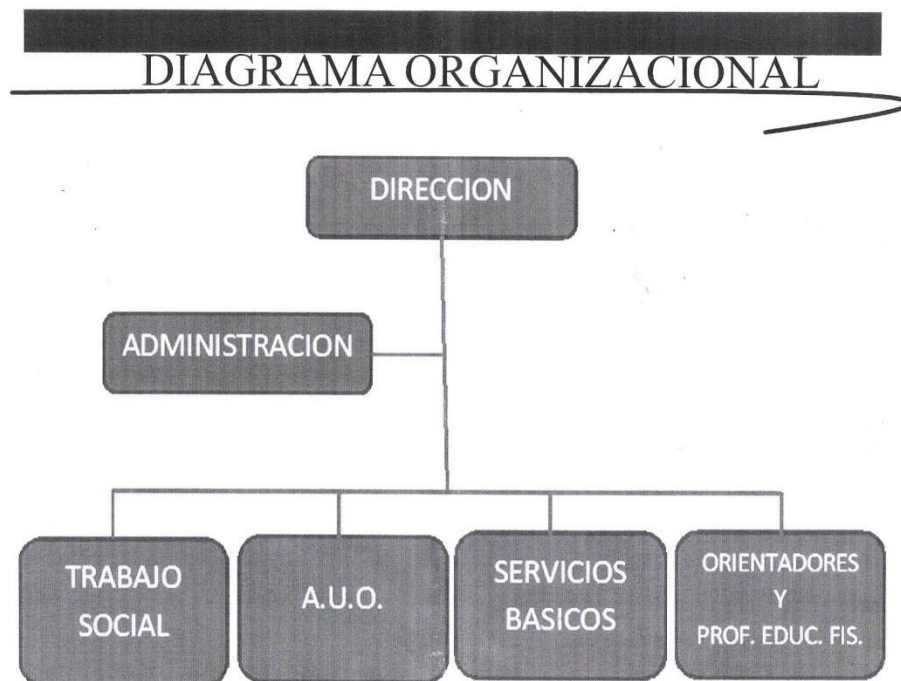 DIAGRAMA ORGANIZACIONAL
DIRECCION
ADMINISTRACION
TRABAJO
SOCIAL
A.U.O.
SERVICIOS
BASICOS
ORIENTADORES
Y
PROF. EDUC. FIS.